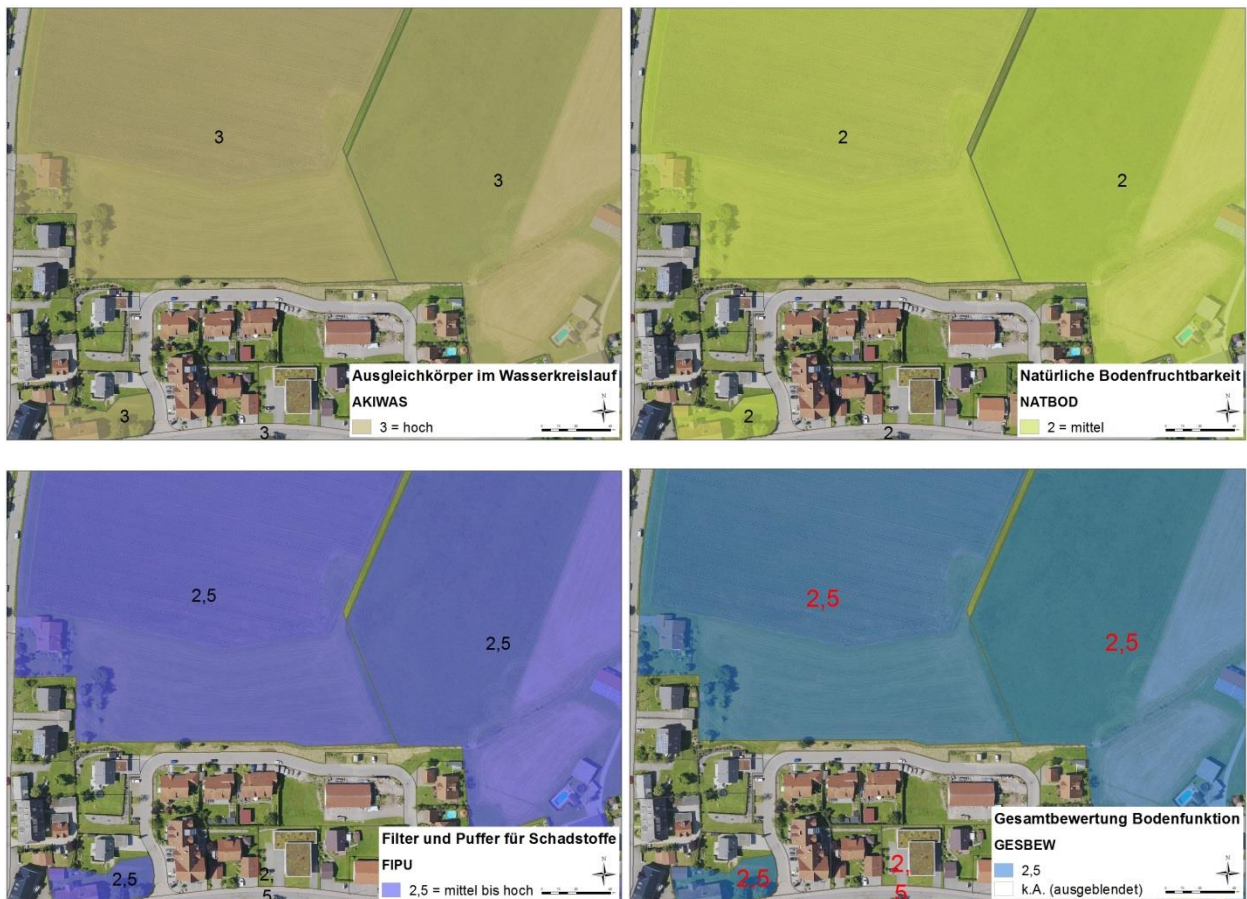 3
3
3
3
Ausgleichkörper im Wasserkreislauf
AKIWAS
3 = hoch
N
2
2
2
2
Natürliche Bodenfruchtbarkeit
NATBOD
2 = mittel
N
2,5
2,5
2,5
2,5
Filter und Puffer für Schadstoffe
FIPU
2,5 = mittel bis hoch
N
2,5
2,5
2,5
2,5
Gesamtbewertung Bodenfunktion
GESBEW
2,5
k.A. (ausgeblendet)
N